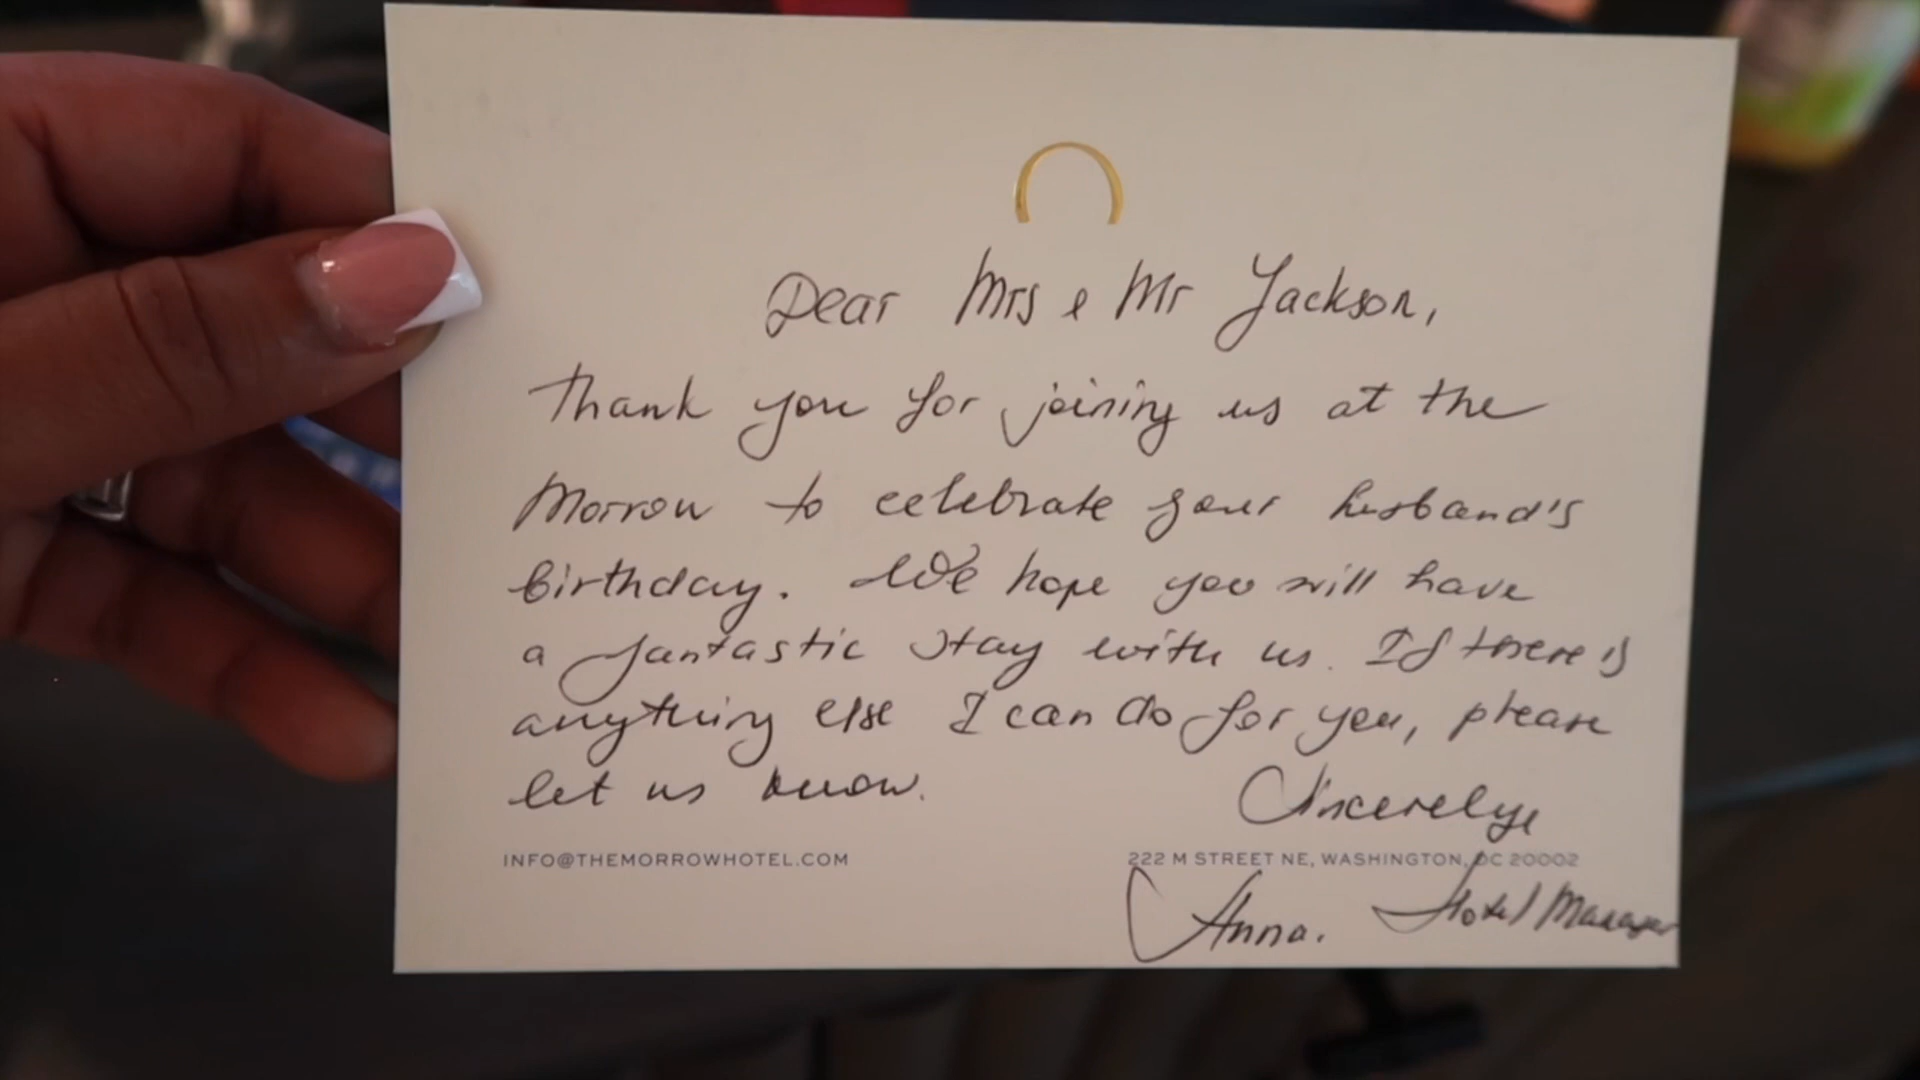 Dear Mrs & Mr Jackson,
Thank you for joining us at the
Morrow to celebrate your husband's
birthday. We hope you will have
a fantastic stay with us. If there is
anything else I can do for you, please
let us know.
Sincerely,
INFO@THEMORROWHOTEL.COM
222 M STREET NE, WASHINGTON, DC 20002
Anna. Hotel Manager